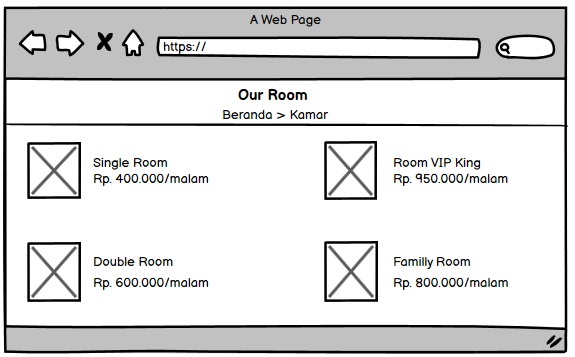 A Web Page
https://
Our Room
Beranda > Kamar
Single Room
Rp. 400.000/malam
Room VIP King
Rp. 950.000/malam
Double Room
Rp. 600.000/malam
Familly Room
Rp. 800.000/malam